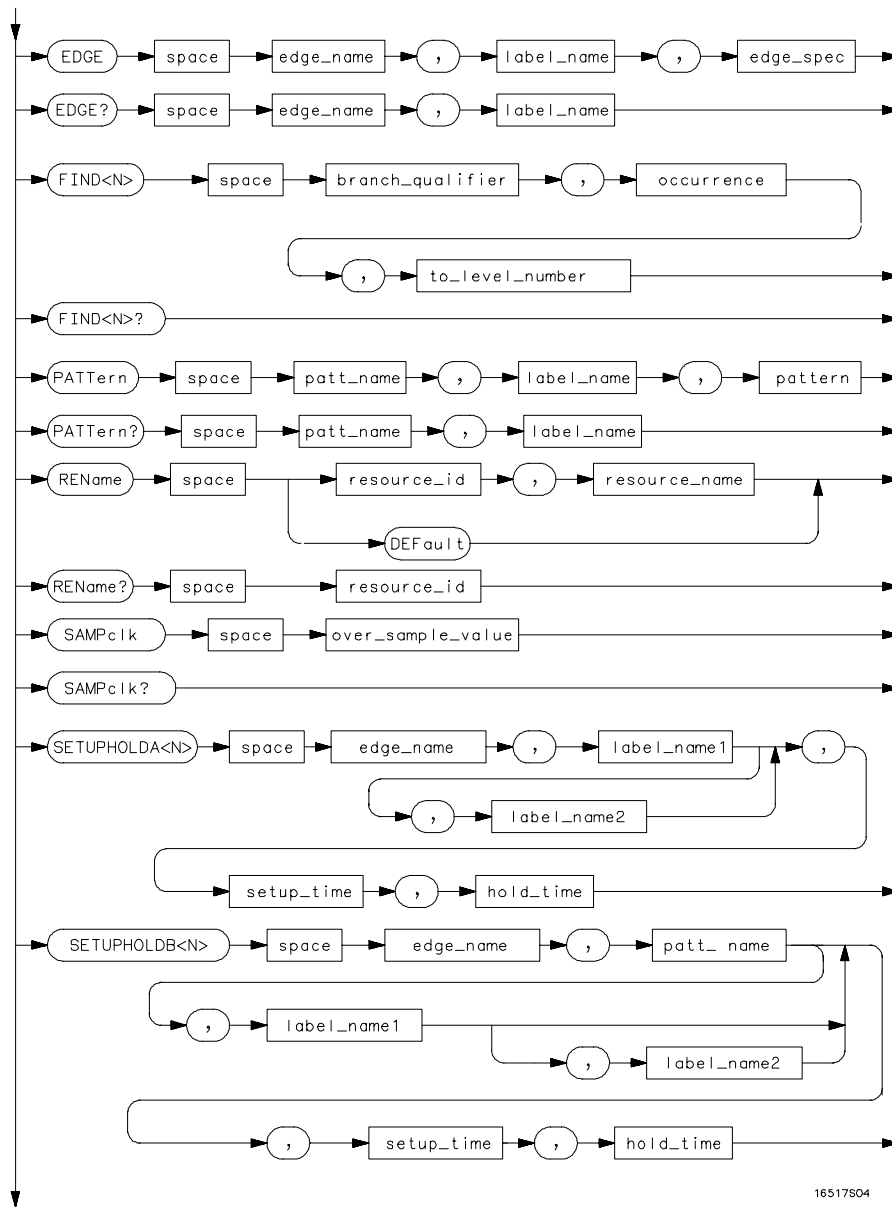 EDGE space edge_name , label_name , edge_spec
EDGE? space edge_name , label_name
FIND<N> space branch_qualifier , occurrence
, to_level_number
FIND<N>?
PATTern space patt_name , label_name , pattern
PATTern? space patt_name , label_name
REName space resource_id , resource_name
DEFault
REName? space resource_id
SAMPclk space over_sample_value
SAMPclk?
SETUPHOLDA<N> space edge_name , label_name1 ,
, label_name2
setup_time , hold_time
SETUPHOLDB<N> space edge_name , patt_ name
, label_name1
, label_name2
, setup_time , hold_time
16517S04